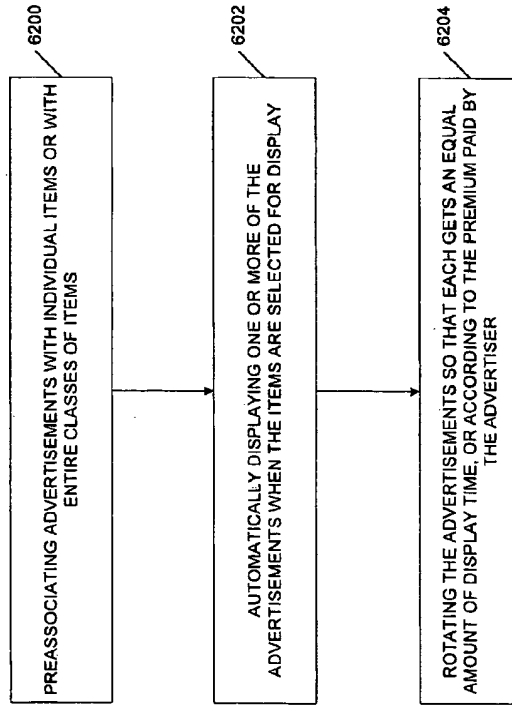 6200
PREASSOCIATING ADVERTISEMENTS WITH INDIVIDUAL ITEMS OR WITH
ENTIRE CLASSES OF ITEMS
6202
AUTOMATICALLY DISPLAYING ONE OR MORE OF THE
ADVERTISEMENTS WHEN THE ITEMS ARE SELECTED FOR DISPLAY
6204
ROTATING THE ADVERTISEMENTS SO THAT EACH GETS AN EQUAL
AMOUNT OF DISPLAY TIME, OR ACCORDING TO THE PREMIUM PAID BY
THE ADVERTISER